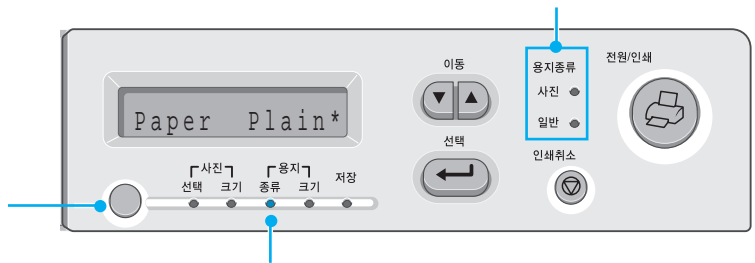 이동
용지종류
전원/인쇄
사진
Paper Plain*
일반
선택
인쇄취소
사진 용지
선택 크기 종류 크기 저장